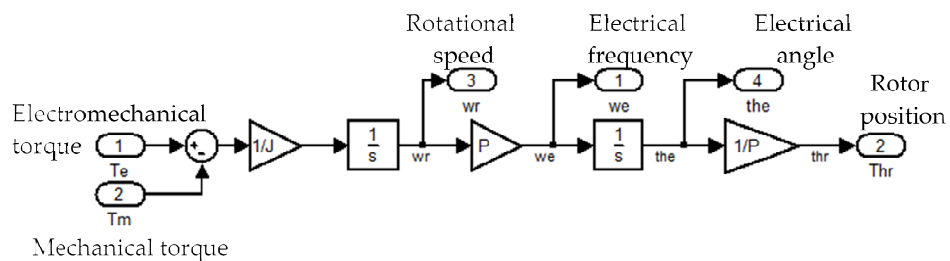 Rotational
speed
3
wr
Electrical
frequency
1
we
Electrical
angle
4
the
Rotor
position
2
Thr
Electromechanical
torque
1
Te
2
Tm
Mechanical torque
+
-
1/J
1
s
wr
P
we
1
s
the
1/P
thr